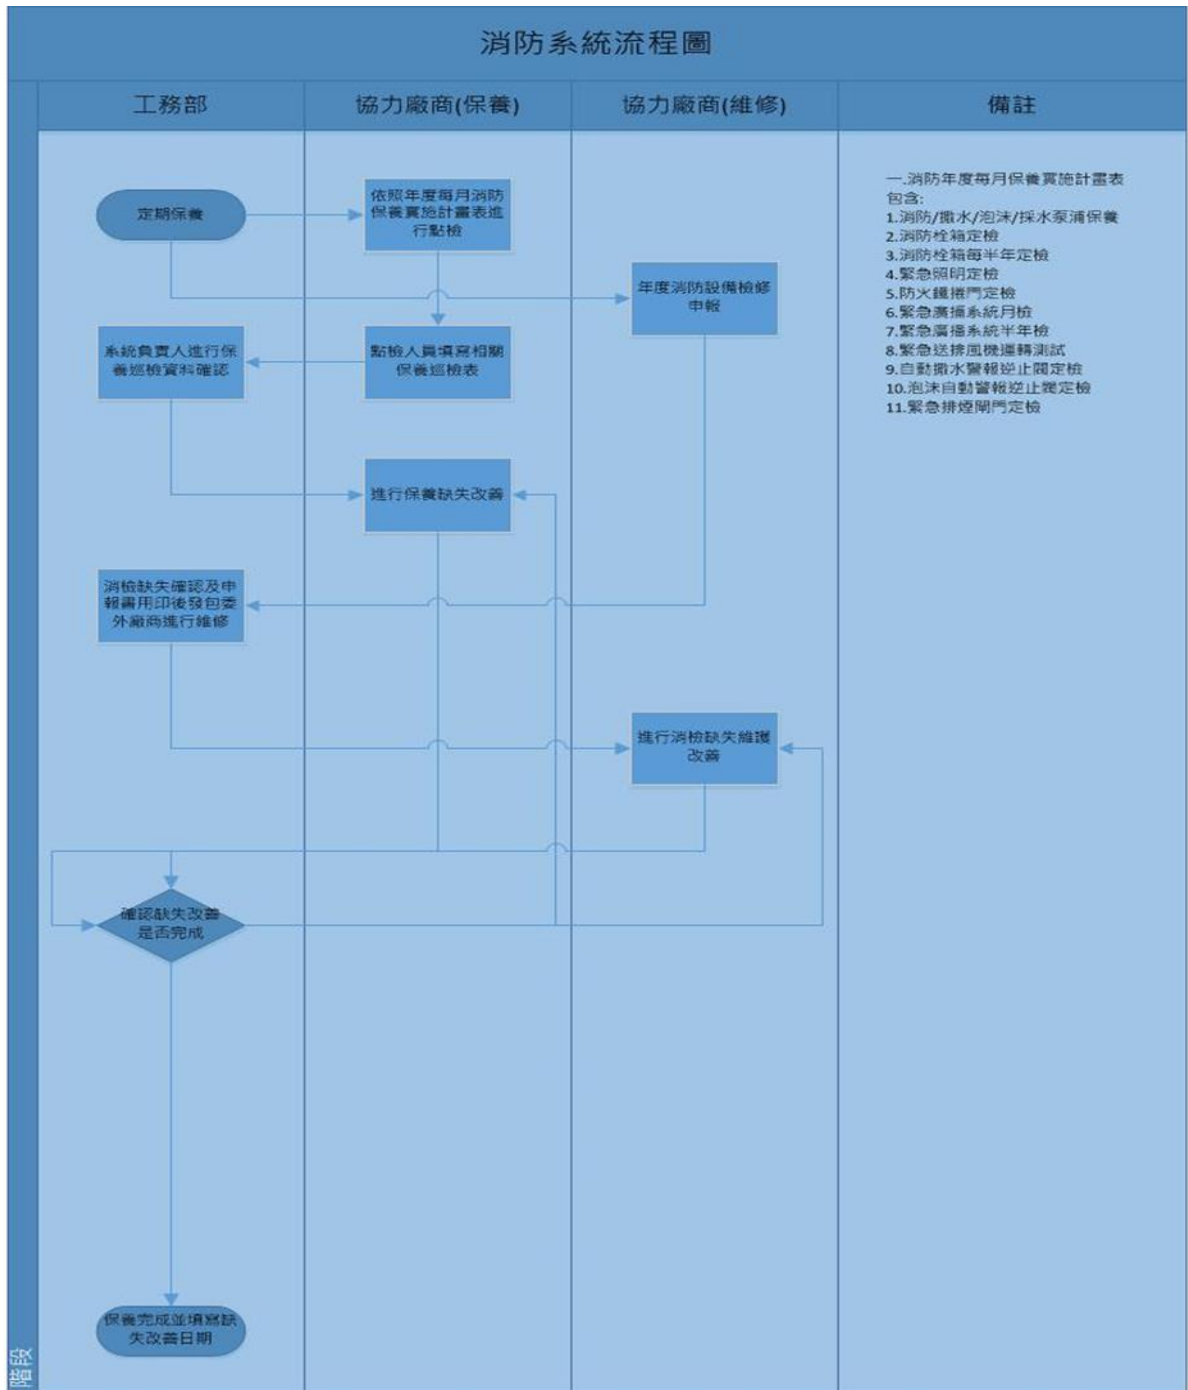 消防系統流程圖
工務部
協力廠商(保養)
協力廠商(維修)
備註
定期保養
依照年度每月消防
保養實施計畫表進
行點檢
年度消防設備檢修
申報
系統負責人進行保
養巡檢資料確認
點檢人員填寫相關
保養巡檢表
進行保養缺失改善
消檢缺失確認及申
報書用印後發包委
外廠商進行維修
進行消檢缺失維護
改善
確認缺失改善
是否完成
保養完成並填寫缺
失改善日期
階段
一.消防年度每月保養實施計畫表
包含:
1.消防/撒水/泡沫/採水泵浦保養
2.消防栓箱定檢
3.消防栓箱每半年定檢
4.緊急照明定檢
5.防火鐵捲門定檢
6.緊急廣播系統月檢
7.緊急廣播系統半年檢
8.緊急送排風機運轉測試
9.自動撒水警報逆止閥定檢
10.泡沫自動警報逆止閥定檢
11.緊急排煙閘門定檢